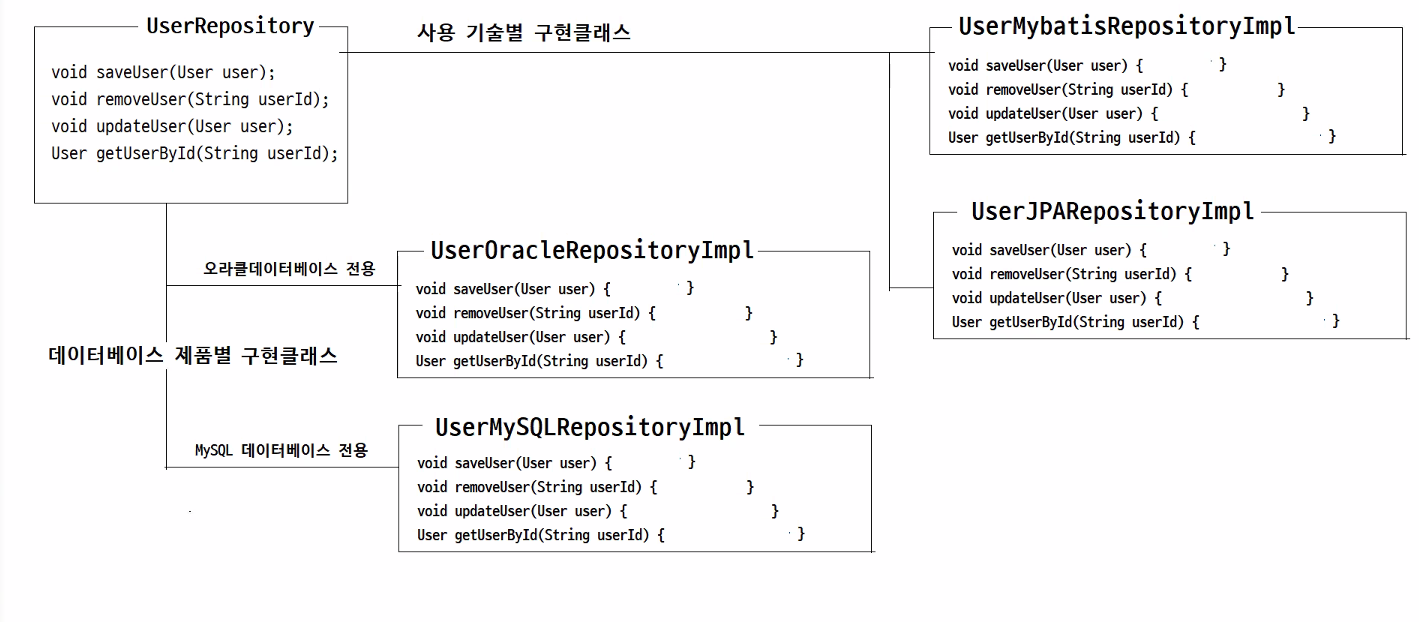 UserRepository
void saveUser(User user);
void removeUser(String userId);
void updateUser(User user);
User getUserById(String userId);
사용 기술별 구현클래스
UserMybatisRepositoryImpl
void saveUser(User user) { }
void removeUser(String userId) { }
void updateUser(User user) { }
User getUserById(String userId) { }
UserJPARepositoryImpl
void saveUser(User user) { }
void removeUser(String userId) { }
void updateUser(User user) { }
User getUserById(String userId) { }
오라클데이터베이스 전용
UserOracleRepositoryImpl
void saveUser(User user) { }
void removeUser(String userId) { }
void updateUser(User user) { }
User getUserById(String userId) { }
데이터베이스 제품별 구현클래스
MySQL 데이터베이스 전용
UserMySQLRepositoryImpl
void saveUser(User user) { }
void removeUser(String userId) { }
void updateUser(User user) { }
User getUserById(String userId) { }